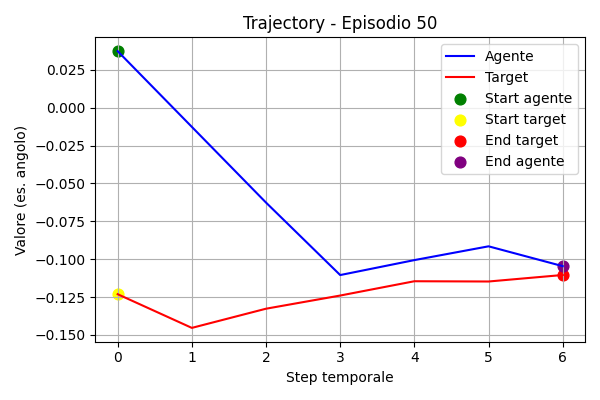 Trajectory - Episodio 50
Valore (es. angolo)
0.025
0.000
−0.025
−0.050
−0.075
−0.100
−0.125
−0.150
Agente
Target
Start agente
Start target
End target
End agente
0 1 2 3 4 5 6
Step temporale